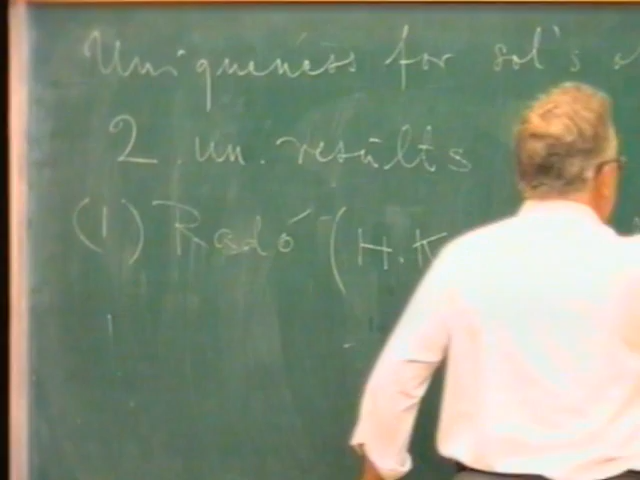 Uniqueness for sol's
2 un. results
(1) Radó (H.K